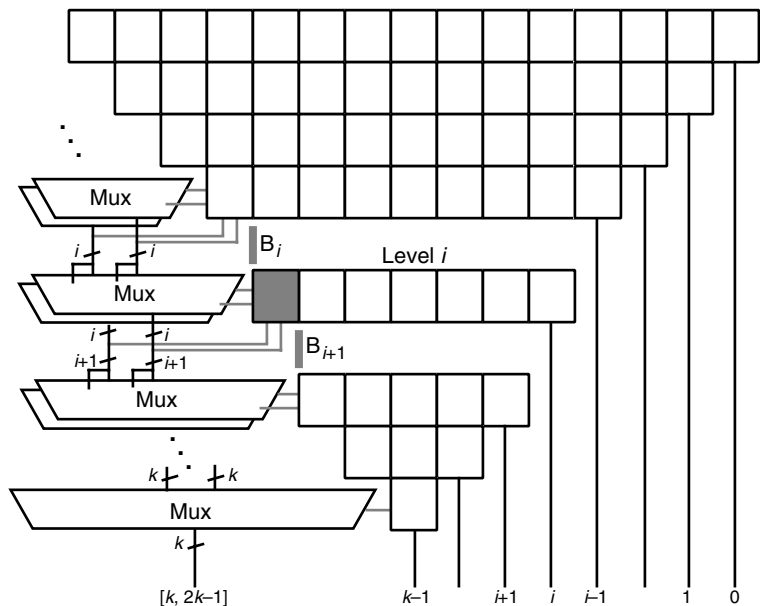 Mux
i i
B_i
Level i
Mux
i i
B_{i+1}
i+1 i+1
Mux
k k
Mux
k
[k, 2k–1] k–1 i+1 i i–1 1 0